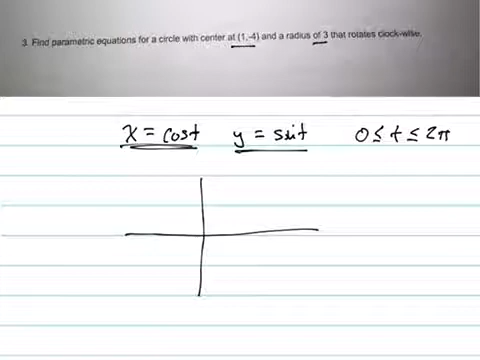 3. Find parametric equations for a circle with center at (1,-4) and a radius of 3 that rotates clock-wise.
x = cost y = sint 0 ≤ t ≤ 2π